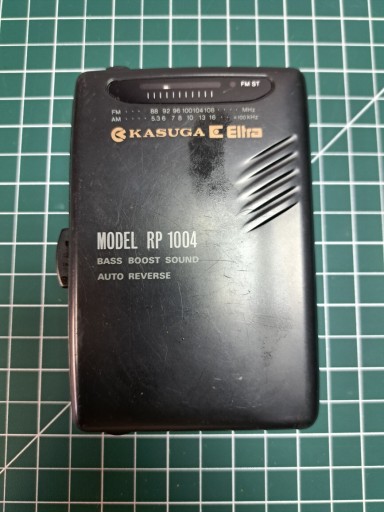 FM ST
FM ···· 88 92 96 100 104 108 ···· MHz
AM ···· 5.3 6 7 8 10 13 16 ···· ×100 KHz
KASUGA Eltra
MODEL RP 1004
BASS BOOST SOUND
AUTO REVERSE